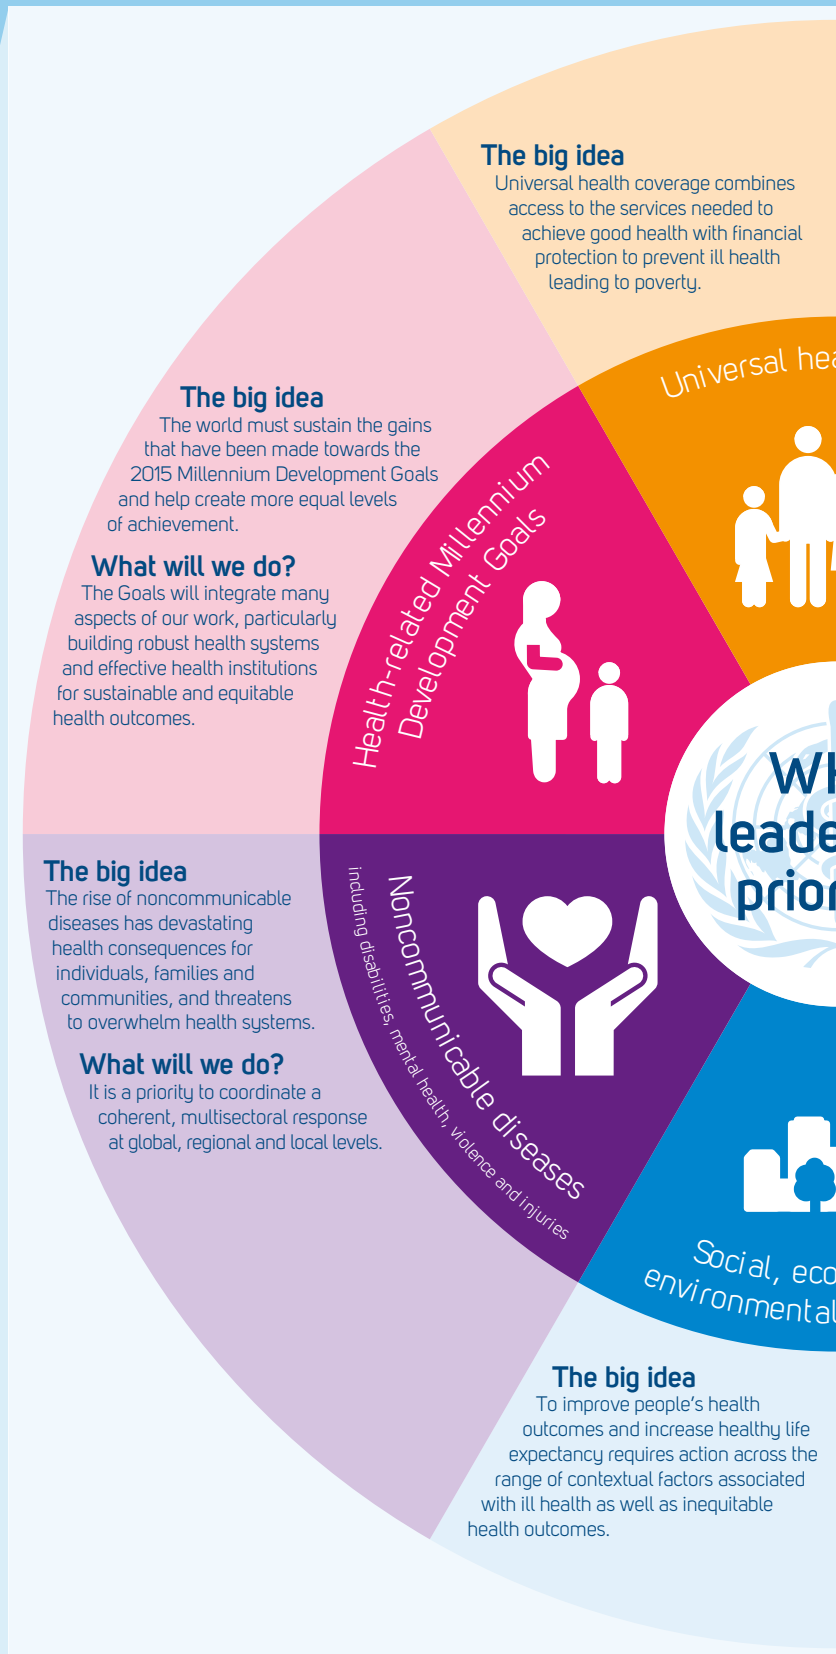 The big idea
Universal health coverage combines
access to the services needed to
achieve good health with financial
protection to prevent ill health
leading to poverty.
Universal hea
The big idea
The world must sustain the gains
that have been made towards the
2015 Millennium Development Goals
and help create more equal levels
of achievement.
What will we do?
The Goals will integrate many
aspects of our work, particularly
building robust health systems
and effective health institutions
for sustainable and equitable
health outcomes.
Health-related Millennium
Development Goals
leade
prior
The big idea
The rise of noncommunicable
diseases has devastating
health consequences for
individuals, families and
communities, and threatens
to overwhelm health systems.
What will we do?
It is a priority to coordinate a
coherent, multisectoral response
at global, regional and local levels.
Noncommunicable diseases
including disabilities, mental health, violence and injuries
Social, eco
environmental
The big idea
To improve people's health
outcomes and increase healthy life
expectancy requires action across the
range of contextual factors associated
with ill health as well as inequitable
health outcomes.